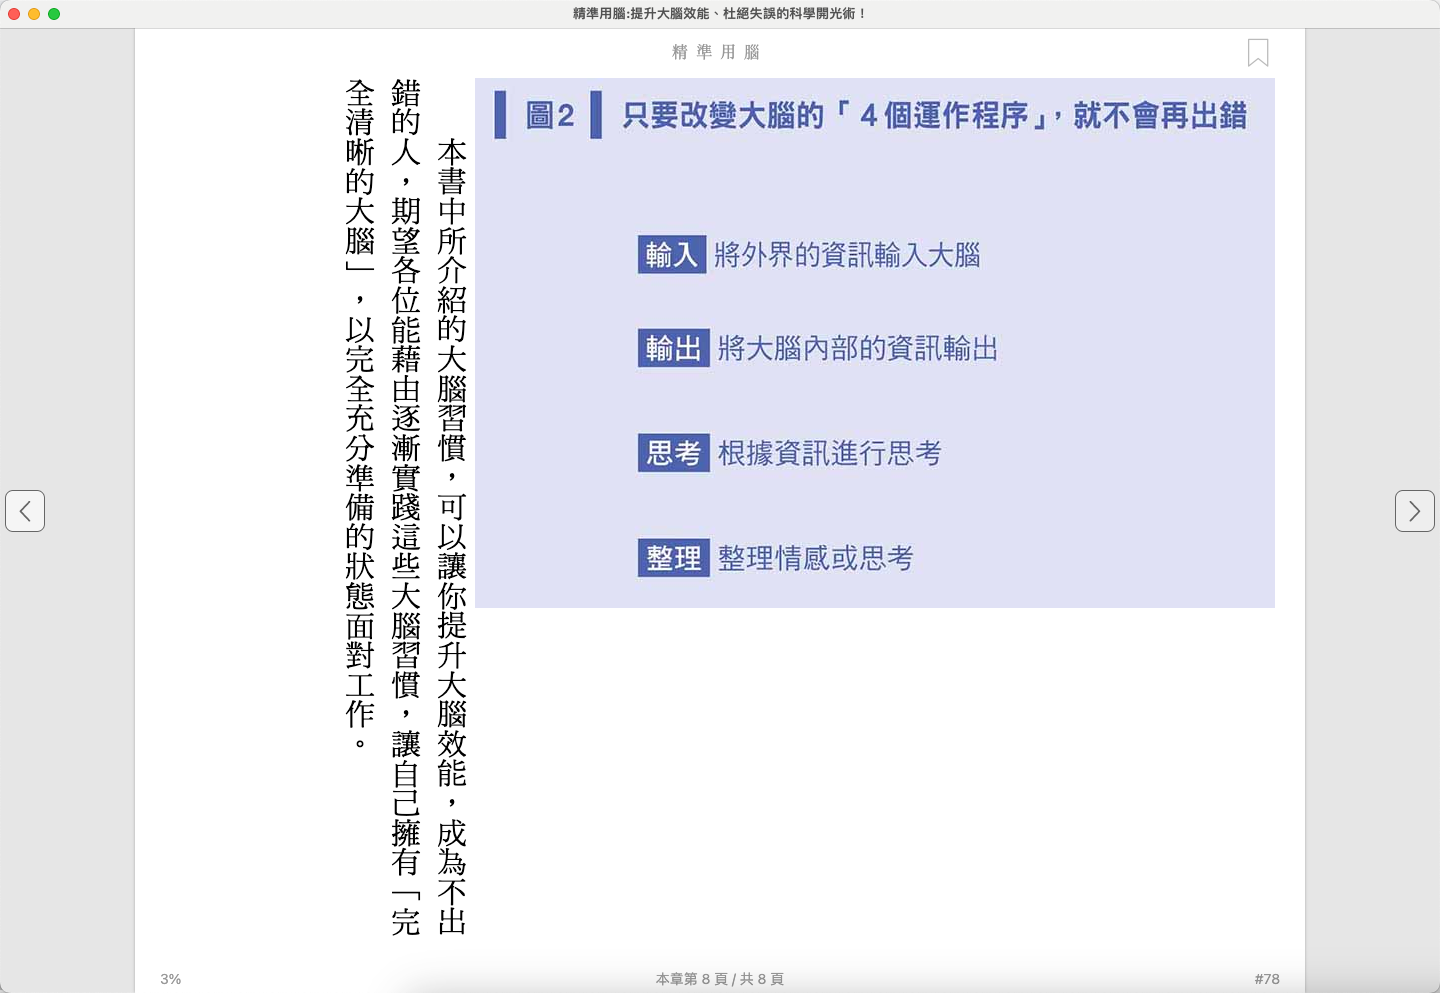 精準用腦:提升大腦效能、杜絕失誤的科學開光術！
精準用腦
圖2 只要改變大腦的「４個運作程序」，就不會再出錯
輸入 將外界的資訊輸入大腦
輸出 將大腦內部的資訊輸出
思考 根據資訊進行思考
整理 整理情感或思考
本書中所介紹的大腦習慣，可以讓你提升大腦效能，成為不出
錯的人，期望各位能藉由逐漸實踐這些大腦習慣，讓自己擁有「完
全清晰的大腦」，以完全充分準備的狀態面對工作。
3%
本章第 8 頁 / 共 8 頁
#78